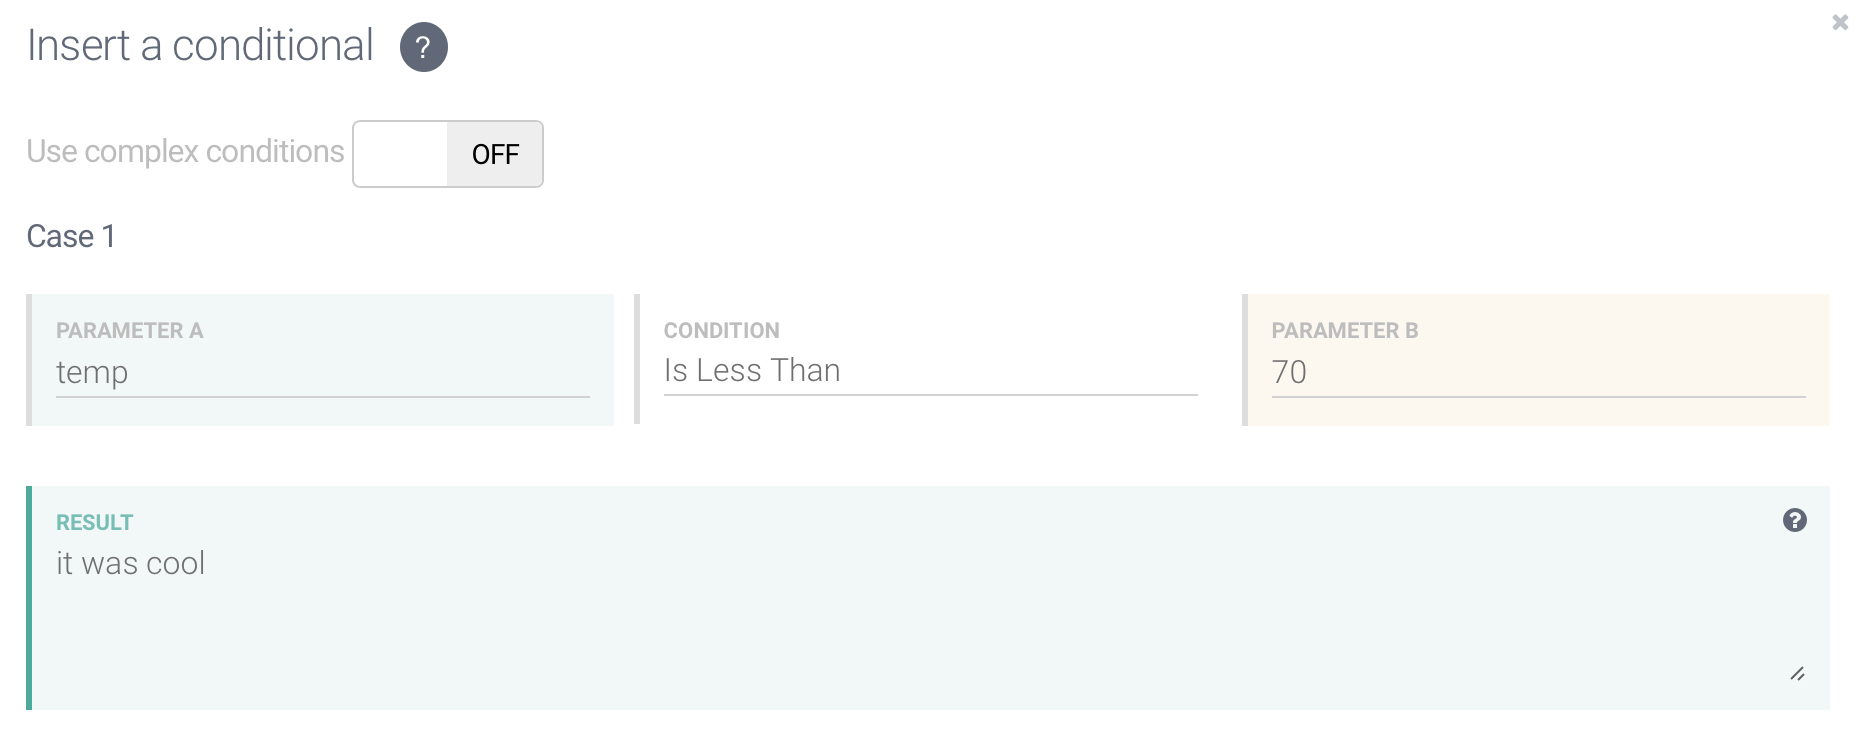 Insert a conditional ?
Use complex conditions OFF
Case 1
PARAMETER A
temp
CONDITION
Is Less Than
PARAMETER B
70
RESULT
it was cool